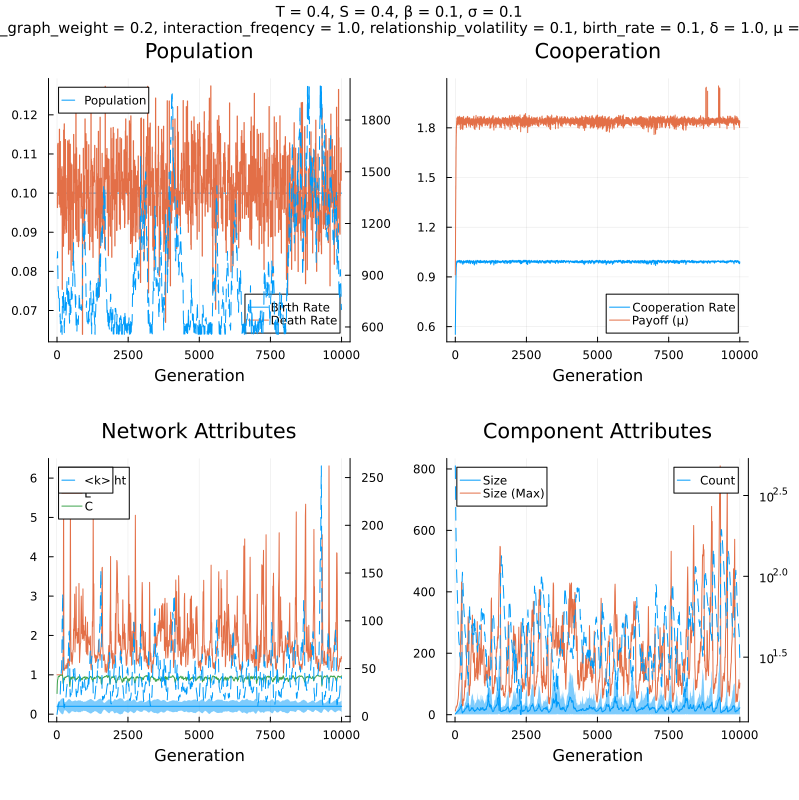 T = 0.4, S = 0.4, β = 0.1, σ = 0.1
_graph_weight = 0.2, interaction_freqency = 1.0, relationship_volatility = 0.1, birth_rate = 0.1, δ = 1.0, μ =
Population
Cooperation
Population
0.12
0.11
0.10
0.09
0.08
0.07
1800
1500
1200
900
600
Birth Rate
Death Rate
0
2500
5000
7500
10000
Generation
1.8
1.5
1.2
0.9
0.6
Cooperation Rate
Payoff (μ)
0
2500
5000
7500
10000
Generation
Network Attributes
Component Attributes
<k>
ht
L
C
6
5
4
3
2
1
0
250
200
150
100
50
0
0
2500
5000
7500
10000
Generation
Size
Size (Max)
Count
800
600
400
200
0
10^2.5
10^2.0
10^1.5
0
2500
5000
7500
10000
Generation